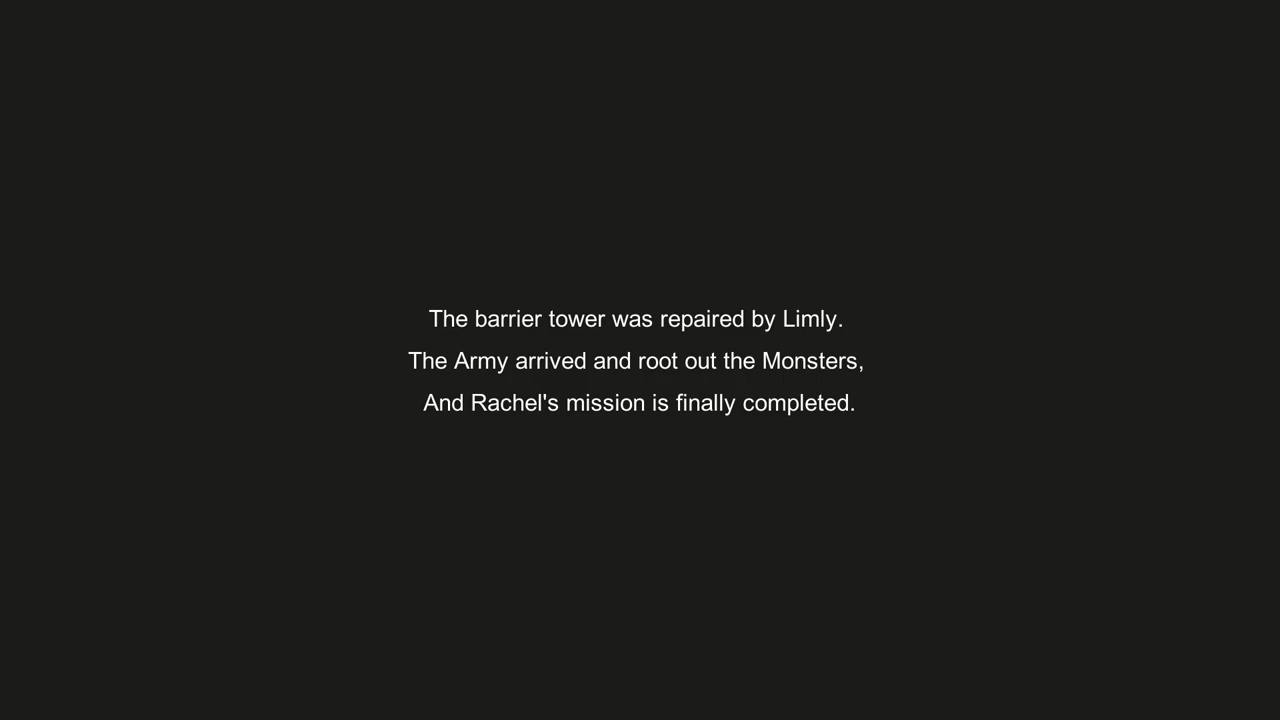 The barrier tower was repaired by Limly.
The Army arrived and root out the Monsters,
And Rachel's mission is finally completed.